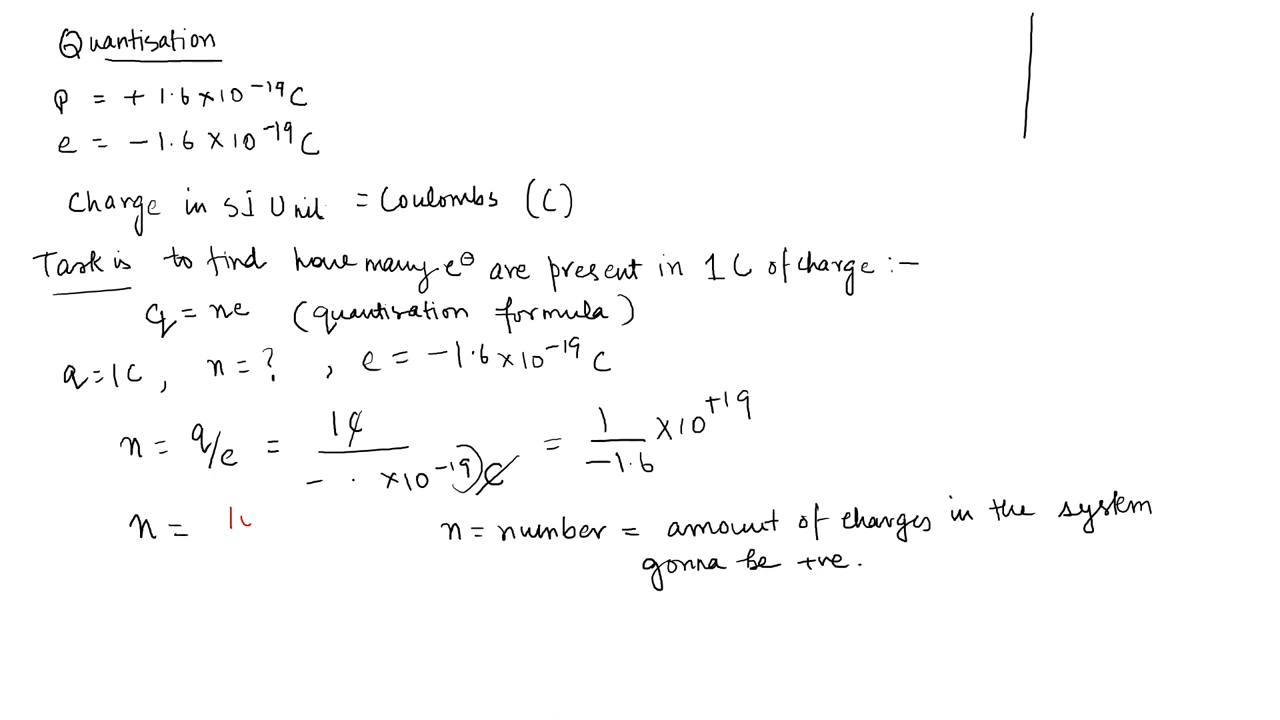 Quantisation
p = + 1.6 × 10⁻¹⁹ C
e = − 1.6 × 10⁻¹⁹ C
Charge in SI Unit = Coulombs (C)
Task is to find how many e⊖ are present in 1 C of charge :-
q = ne (quantisation formula)
q = 1C, n = ? , e = −1.6 × 10⁻¹⁹ C
n = q/e = 1C / − . × 10⁻¹⁹ C = 1 / −1.6 × 10⁺¹⁹
n =
n = number = amount of charges in the system
gonna be +ve.